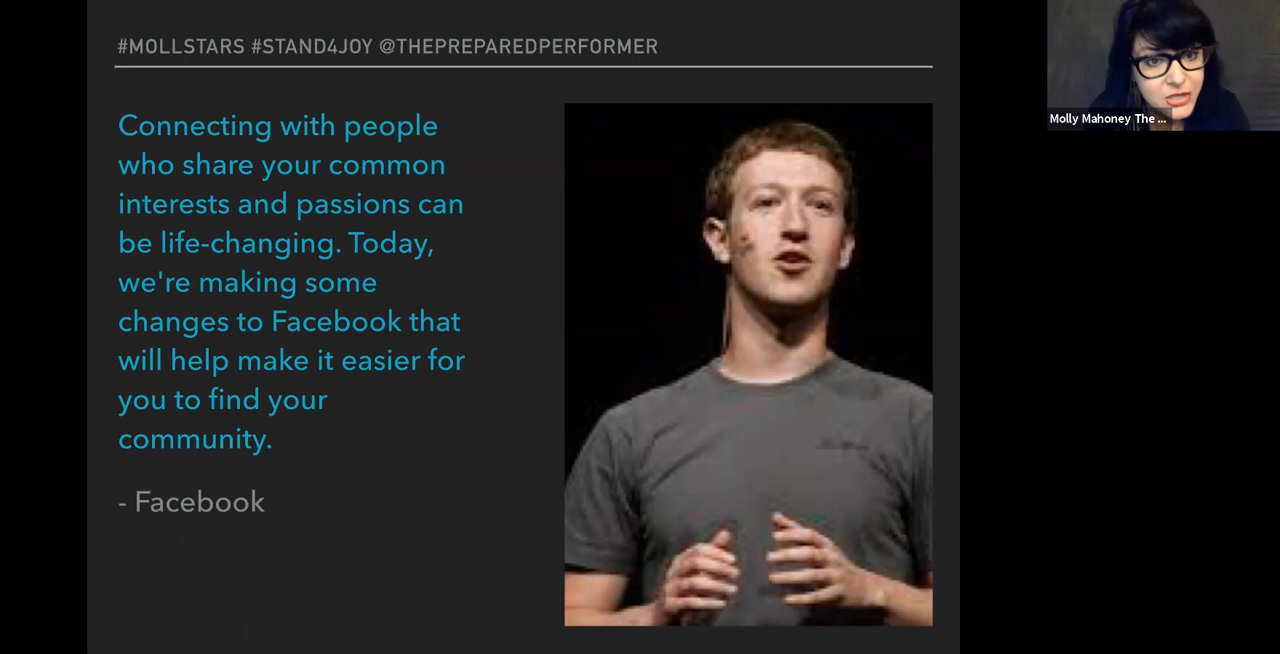 #MOLLSTARS #STAND4JOY @THEPREPAREDPERFORMER
Connecting with people
who share your common
interests and passions can
be life-changing. Today,
we're making some
changes to Facebook that
will help make it easier for
you to find your
community.
- Facebook
Molly Mahoney The ...